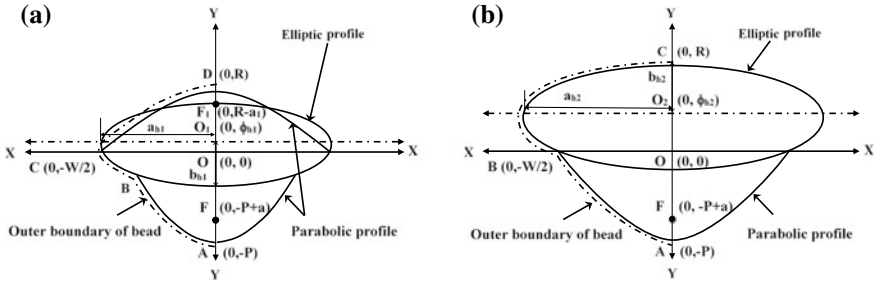 (a)
Y
Elliptic profile
D (0,R)
F₁ (0,R-a₁)
a_h1 O₁ (0, ϕ_h1)
X O (0, 0) X
C (0,-W/2) b_h1
B
F (0,-P+a)
Outer boundary of bead Parabolic profile
A (0,-P)
Y
(b)
Y
Elliptic profile
C (0, R)
b_h2
a_h2 O₂ (0, ϕ_h2)
X X
B (0,-W/2) O (0, 0)
F (0, -P+a)
Outer boundary of bead Parabolic profile
A (0,-P)
Y